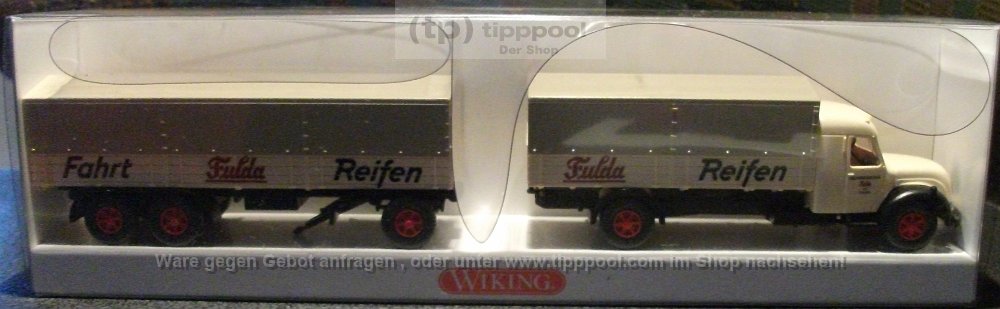 (tp) tipppool
Der Shop
Fahrt Fulda Reifen
Fulda Reifen
Ware gegen Gebot anfragen , oder unter www.tipppool.com im Shop nachsehen!
WIKING